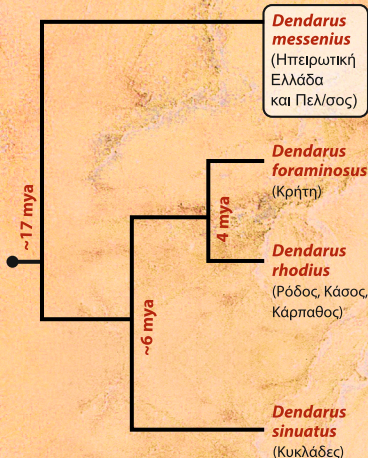 Dendarus
messenius
(Ηπειρωτική
Ελλάδα
και Πελ/σος)
Dendarus
foraminosus
(Κρήτη)
~17 mya
4 mya
Dendarus
rhodius
(Ρόδος, Κάσος,
Κάρπαθος)
~6 mya
Dendarus
sinuatus
(Κυκλάδες)